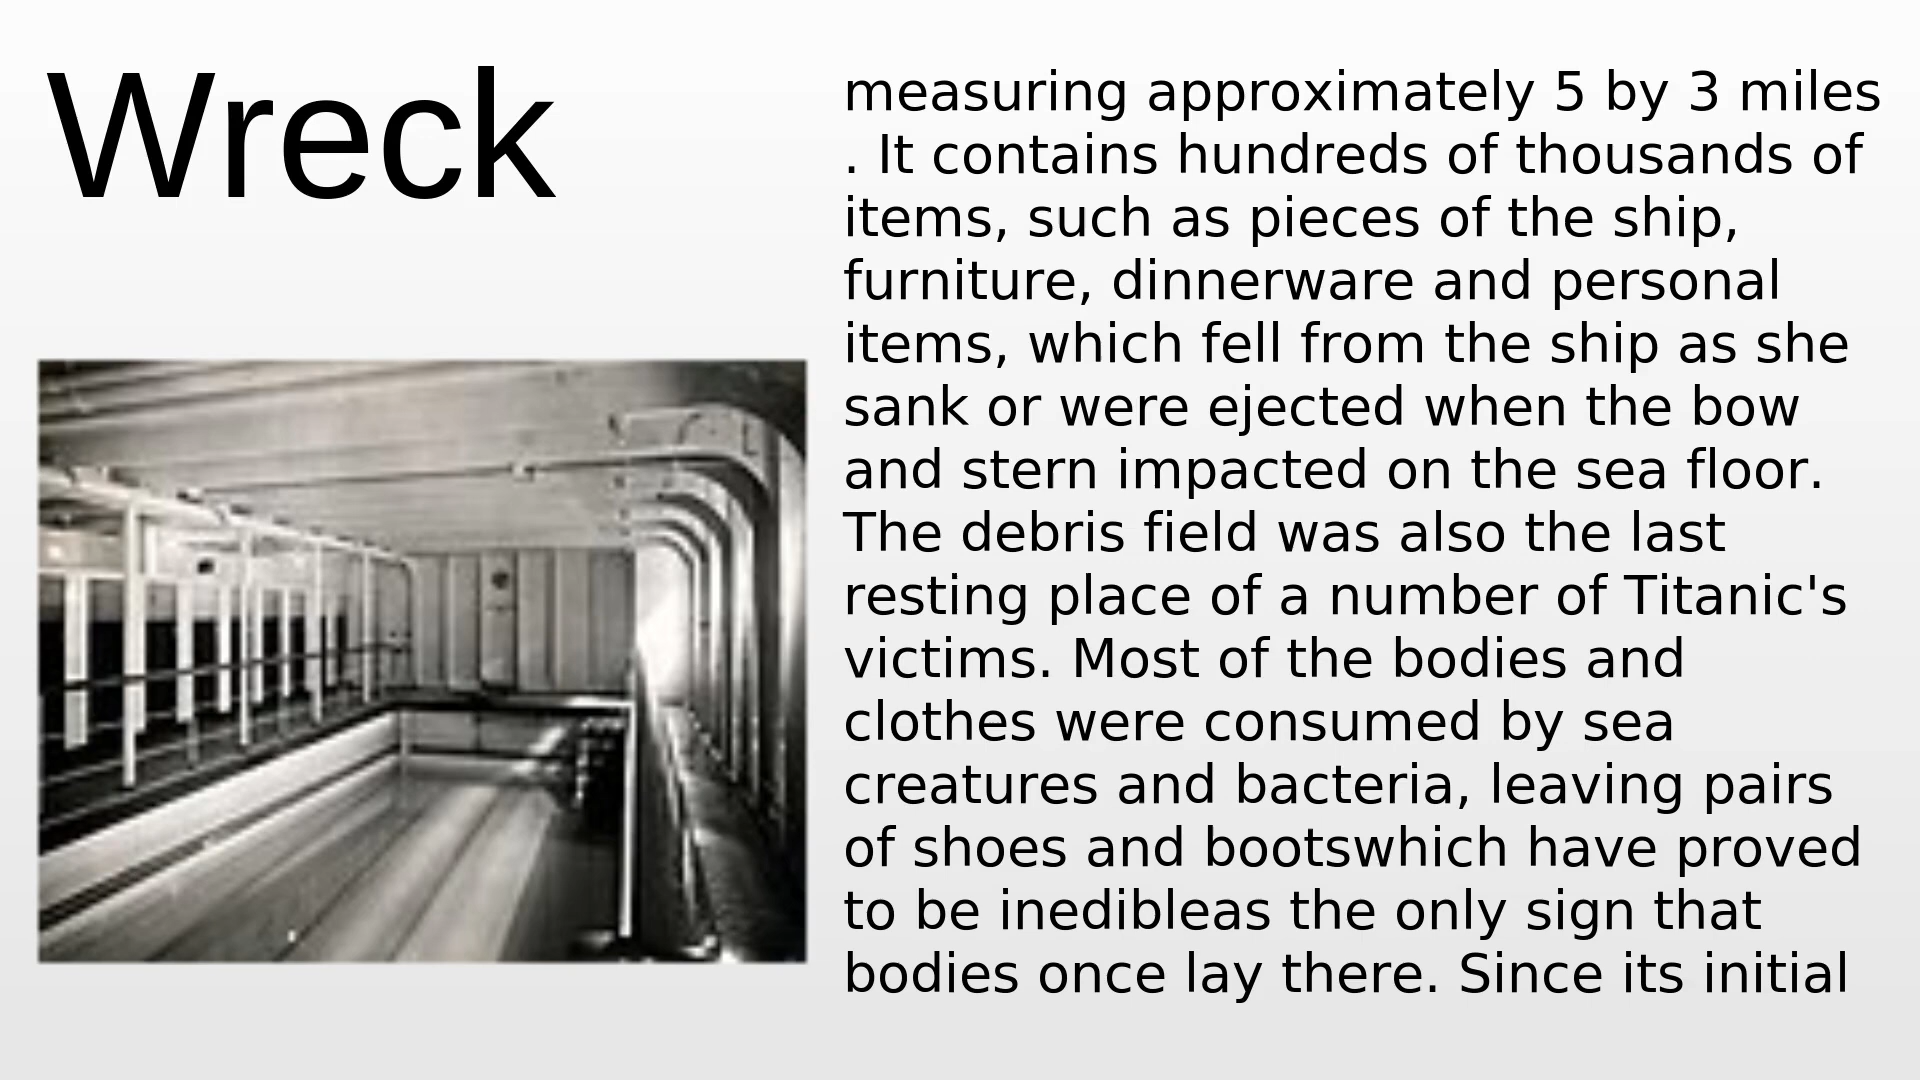 Wreck
measuring approximately 5 by 3 miles
. It contains hundreds of thousands of
items, such as pieces of the ship,
furniture, dinnerware and personal
items, which fell from the ship as she
sank or were ejected when the bow
and stern impacted on the sea floor.
The debris field was also the last
resting place of a number of Titanic's
victims. Most of the bodies and
clothes were consumed by sea
creatures and bacteria, leaving pairs
of shoes and bootswhich have proved
to be inedibleas the only sign that
bodies once lay there. Since its initial